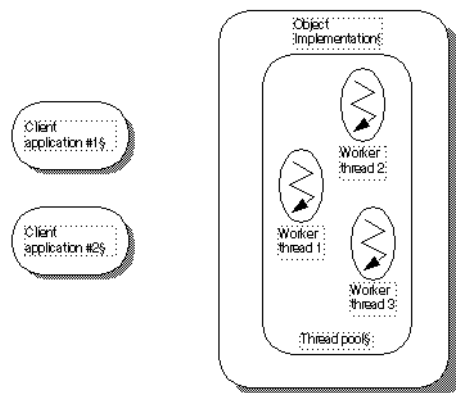 Object
Implementation§
Client
application #1§
Worker
thread 2
Worker
thread 1
Client
application #2§
Worker
thread 3
Thread pool§